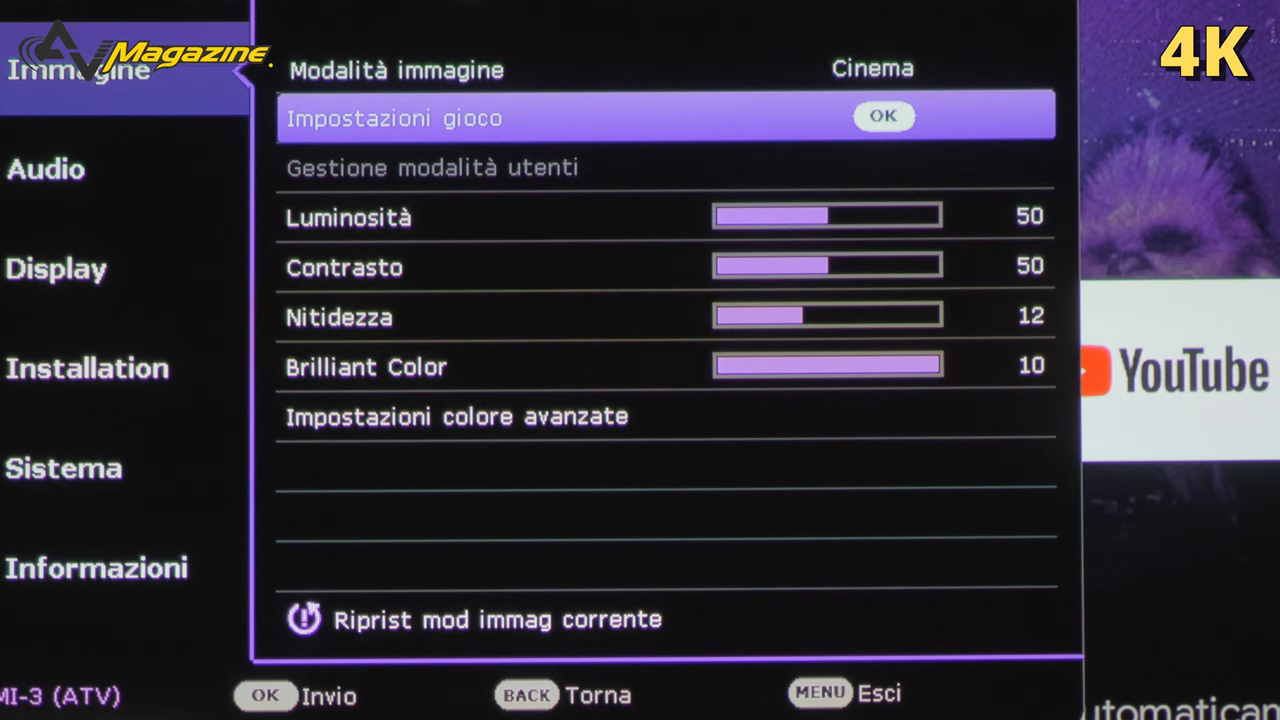 AV Magazine.
4K
Immagine
Audio
Display
Installation
Sistema
Informazioni
Modalità immagine Cinema
Impostazioni gioco OK
Gestione modalità utenti
Luminosità 50
Contrasto 50
Nitidezza 12
Brilliant Color 10
Impostazioni colore avanzate
Riprist mod immag corrente
YouTube
MI-3 (ATV) OK Invio BACK Torna MENU Esci